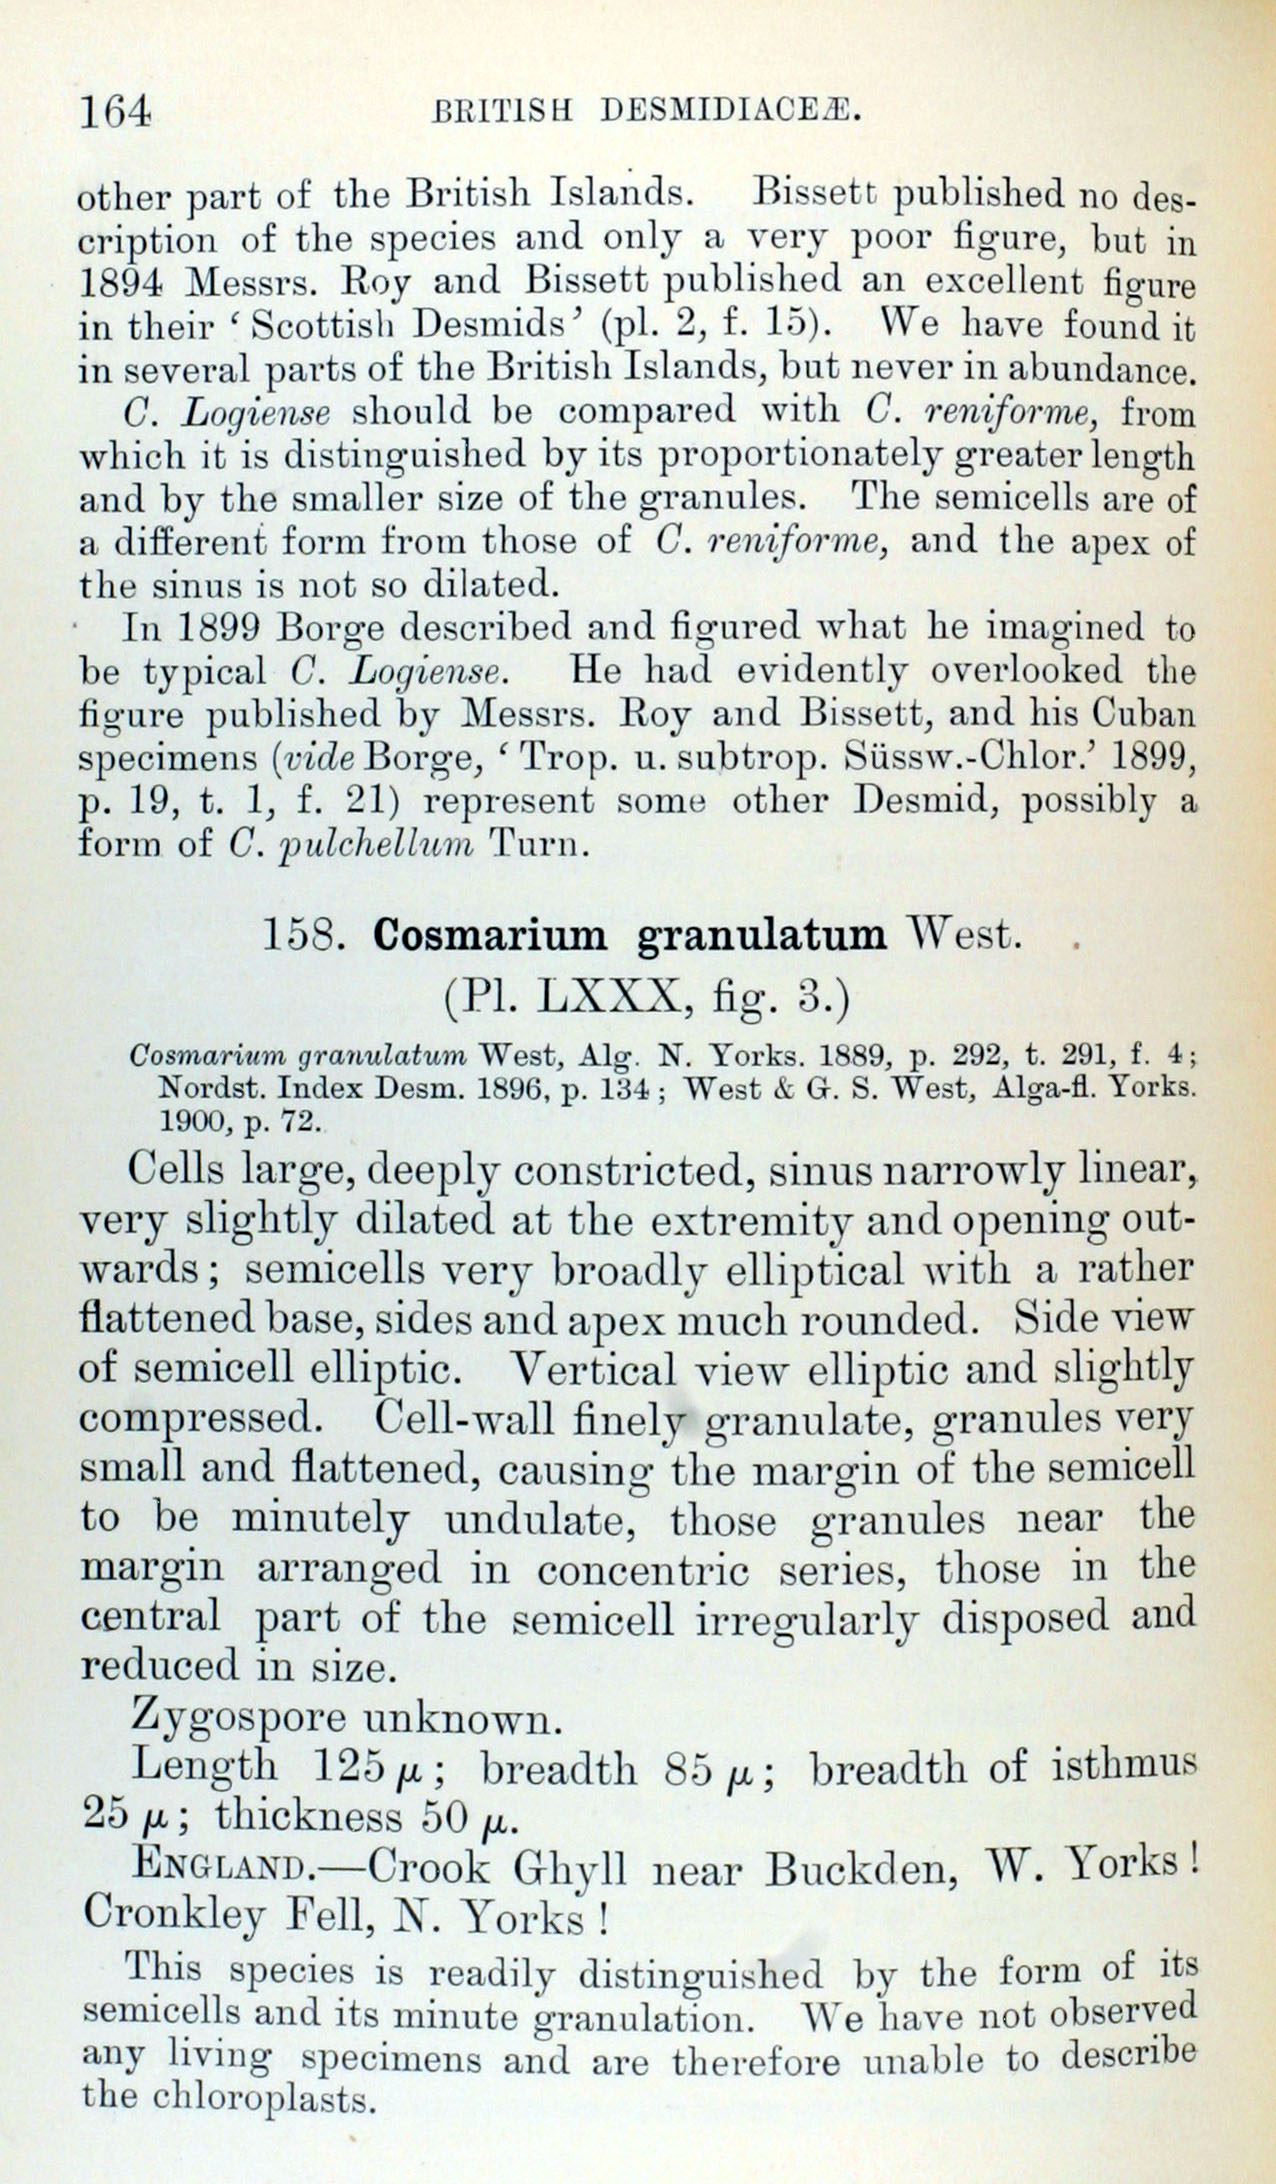 164 BRITISH DESMIDIACEÆ.
other part of the British Islands. Bissett published no des-
cription of the species and only a very poor figure, but in
1894 Messrs. Roy and Bissett published an excellent figure
in their ‘ Scottish Desmids ’ (pl. 2, f. 15). We have found it
in several parts of the British Islands, but never in abundance.
C. Logiense should be compared with C. reniforme, from
which it is distinguished by its proportionately greater length
and by the smaller size of the granules. The semicells are of
a different form from those of C. reniforme, and the apex of
the sinus is not so dilated.
In 1899 Borge described and figured what he imagined to
be typical C. Logiense. He had evidently overlooked the
figure published by Messrs. Roy and Bissett, and his Cuban
specimens (vide Borge, ‘ Trop. u. subtrop. Süssw.-Chlor.’ 1899,
p. 19, t. 1, f. 21) represent some other Desmid, possibly a
form of C. pulchellum Turn.
158. Cosmarium granulatum West.
(Pl. LXXX, fig. 3.)
Cosmarium granulatum West, Alg. N. Yorks. 1889, p. 292, t. 291, f. 4;
Nordst. Index Desm. 1896, p. 134; West & G. S. West, Alga-fl. Yorks.
1900, p. 72.
Cells large, deeply constricted, sinus narrowly linear,
very slightly dilated at the extremity and opening out-
wards; semicells very broadly elliptical with a rather
flattened base, sides and apex much rounded. Side view
of semicell elliptic. Vertical view elliptic and slightly
compressed. Cell-wall finely granulate, granules very
small and flattened, causing the margin of the semicell
to be minutely undulate, those granules near the
margin arranged in concentric series, those in the
central part of the semicell irregularly disposed and
reduced in size.
Zygospore unknown.
Length 125 μ; breadth 85 μ; breadth of isthmus
25 μ; thickness 50 μ.
ENGLAND.—Crook Ghyll near Buckden, W. Yorks!
Cronkley Fell, N. Yorks!
This species is readily distinguished by the form of its
semicells and its minute granulation. We have not observed
any living specimens and are therefore unable to describe
the chloroplasts.